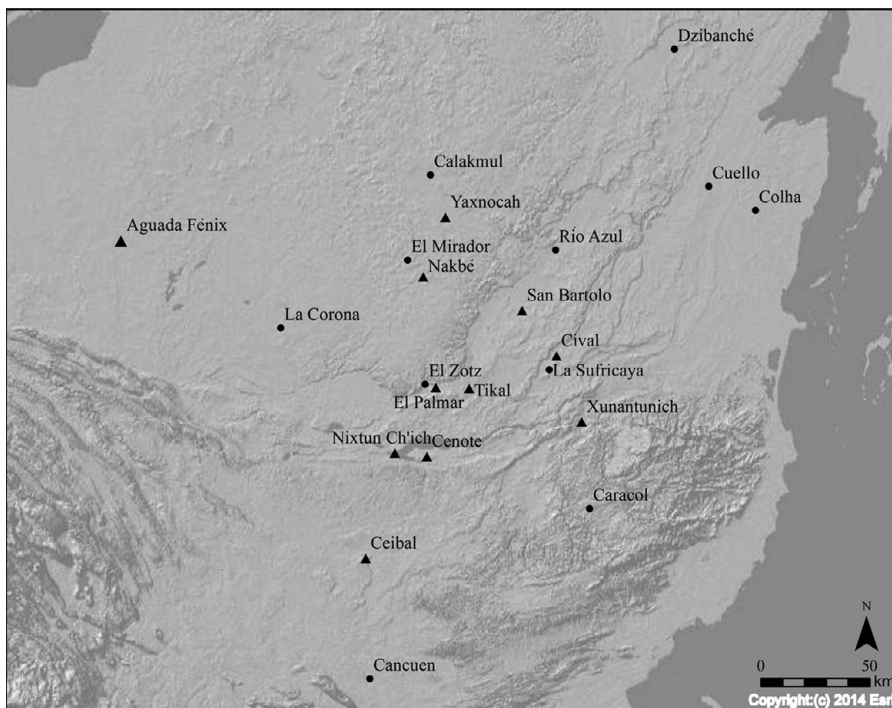 Dzibanché
Calakmul
Cuello
Colha
Yaxnocah
Aguada Fénix
El Mirador
Río Azul
Nakbé
San Bartolo
La Corona
Cival
El Zotz
La Sufricaya
El Palmar
Tikal
Xunantunich
Nixtun Ch'ich
Cenote
Caracol
Ceibal
N
Cancuen
0 50
km
Copyright:(c) 2014 Esri